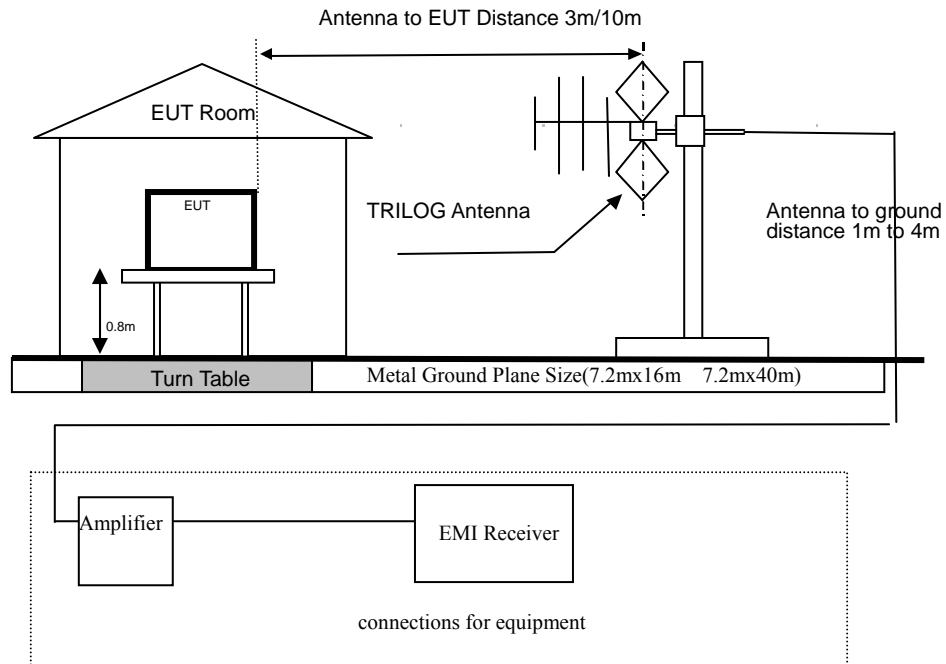 Antenna to EUT Distance 3m/10m
EUT Room
EUT
TRILOG Antenna
Antenna to ground
distance 1m to 4m
0.8m
Turn Table
Metal Ground Plane Size(7.2mx16m 7.2mx40m)
Amplifier
EMI Receiver
connections for equipment